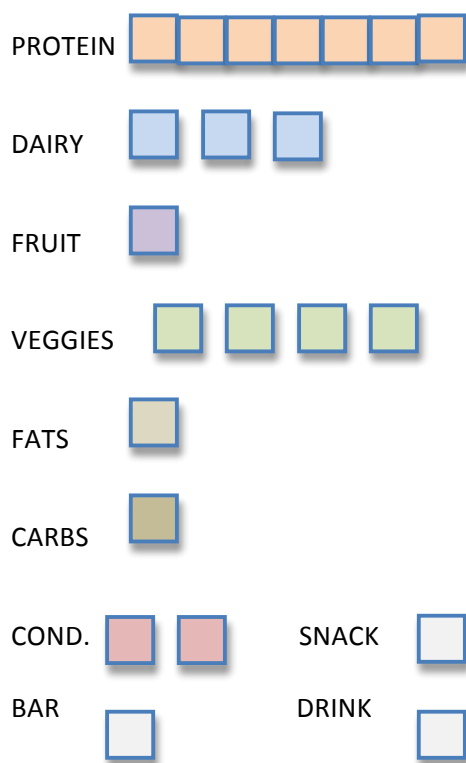 PROTEIN
DAIRY
FRUIT
VEGGIES
FATS
CARBS
COND. SNACK
BAR DRINK